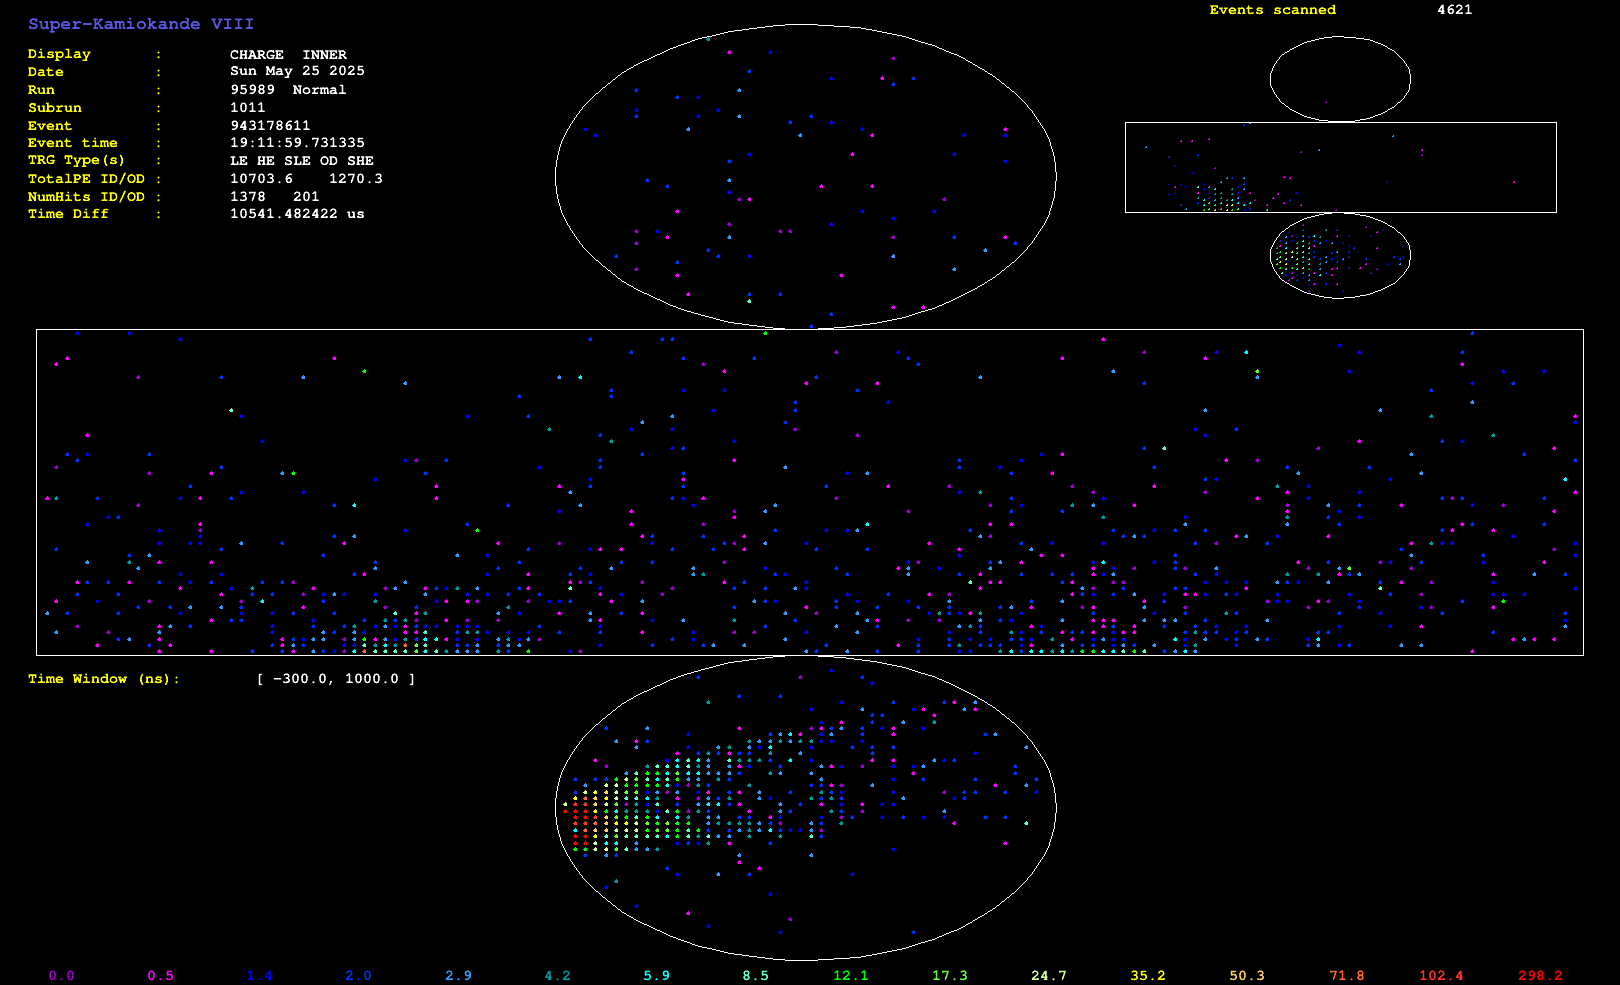 Super-Kamiokande VIII
Events scanned 4621
Display : CHARGE INNER
Date : Sun May 25 2025
Run : 95989 Normal
Subrun : 1011
Event : 943178611
Event time : 19:11:59.731335
TRG Type(s) : LE HE SLE OD SHE
TotalPE ID/OD : 10703.6 1270.3
NumHits ID/OD : 1378 201
Time Diff : 10541.482422 us
Time Window (ns): [ −300.0, 1000.0 ]
0.0 0.5 1.4 2.0 2.9 4.2 5.9 8.5 12.1 17.3 24.7 35.2 50.3 71.8 102.4 298.2